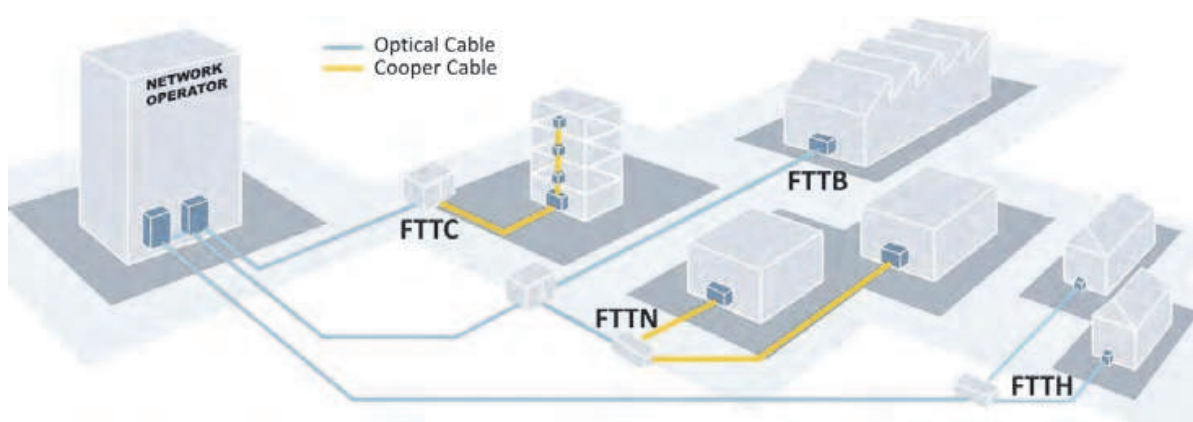 Optical Cable
Cooper Cable
NETWORK
OPERATOR
FTTB
FTTC
FTTN
FTTH